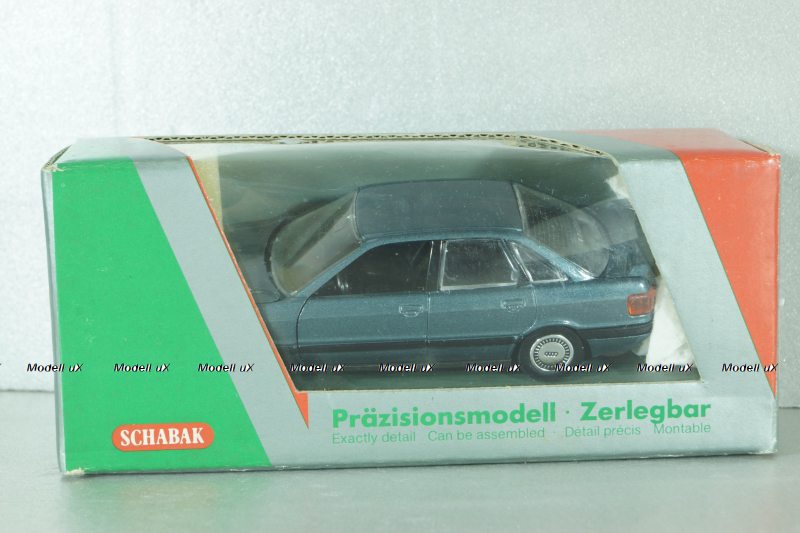 Modell uX Modell uX Modell uX Modell uX Modell uX Modell uX Modell uX Modell uX Modell uX
SCHABAK
Präzisionsmodell · Zerlegbar
Exactly detail Can be assembled · Détail précis Montable